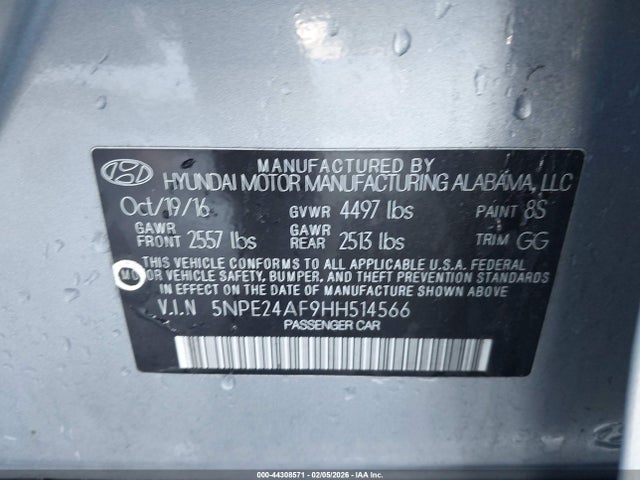 MANUFACTURED BY
HYUNDAI MOTOR MANUFACTURING ALABAMA, LLC
Oct/19/16 GVWR 4497 lbs PAINT 8S
GAWR FRONT 2557 lbs GAWR REAR 2513 lbs TRIM GG
THIS VEHICLE CONFORMS TO ALL APPLICABLE U.S.A. FEDERAL
MOTOR VEHICLE SAFETY, BUMPER, AND THEFT PREVENTION STANDARDS
IN EFFECT ON THE DATE OF MANUFACTURE SHOWN ABOVE.
V.I.N 5NPE24AF9HH514566
PASSENGER CAR
000-44308571 - 02/05/2026 - IAA Inc.